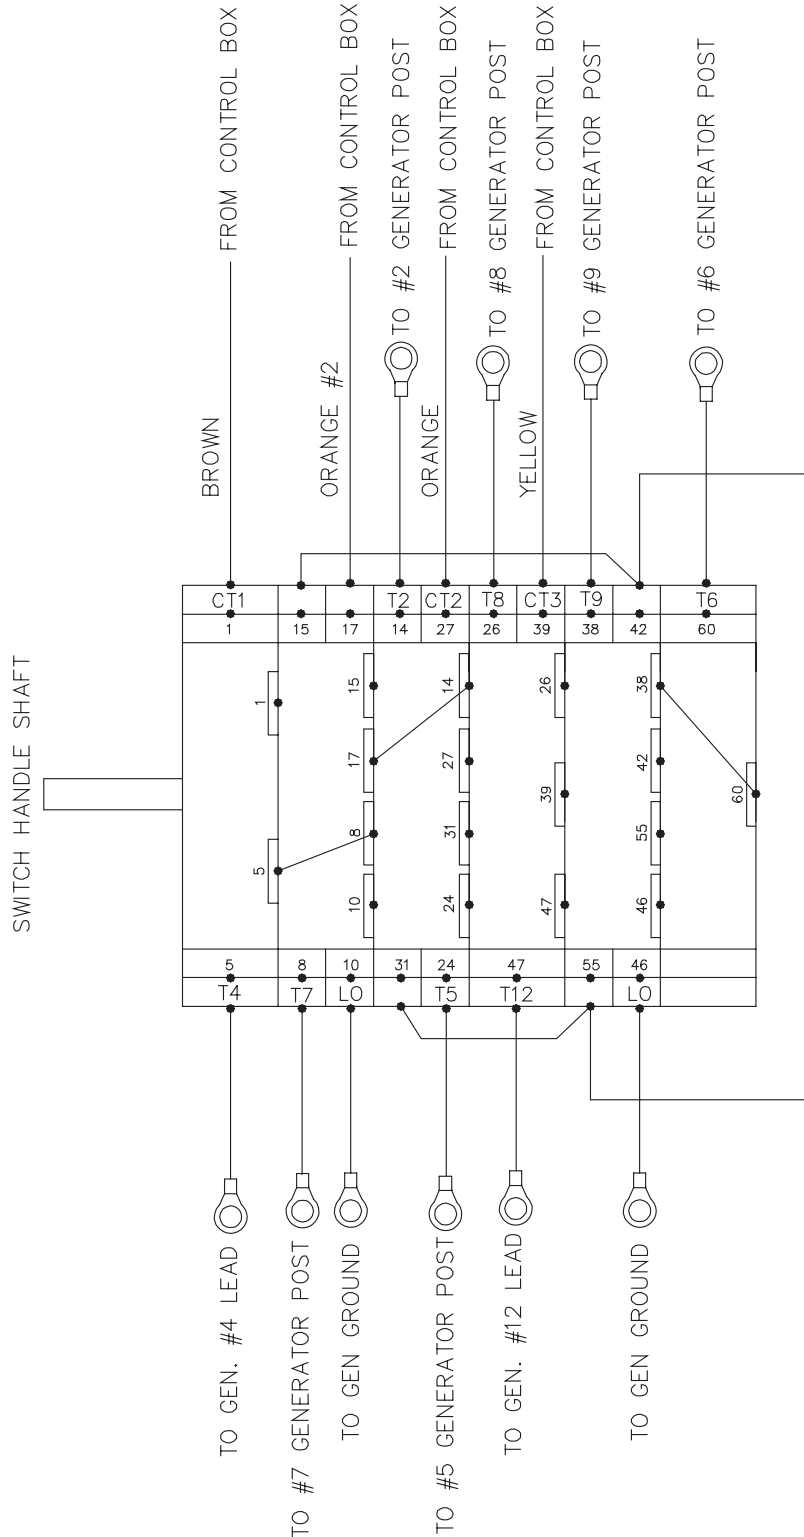 SWITCH HANDLE SHAFT
FROM CONTROL BOX
FROM CONTROL BOX
TO #2 GENERATOR POST
FROM CONTROL BOX
TO #8 GENERATOR POST
FROM CONTROL BOX
TO #9 GENERATOR POST
TO #6 GENERATOR POST
BROWN
ORANGE #2
ORANGE
YELLOW
CT1
T2
CT2
T8
CT3
T9
T6
1
15
17
14
27
26
39
38
42
60
1
15
14
26
38
17
27
39
42
60
5
8
31
55
10
24
47
46
5
8
10
31
24
47
55
46
T4
T7
LO
T5
T12
LO
TO GEN. #4 LEAD
TO #7 GENERATOR POST
TO GEN GROUND
TO #5 GENERATOR POST
TO GEN. #12 LEAD
TO GEN GROUND